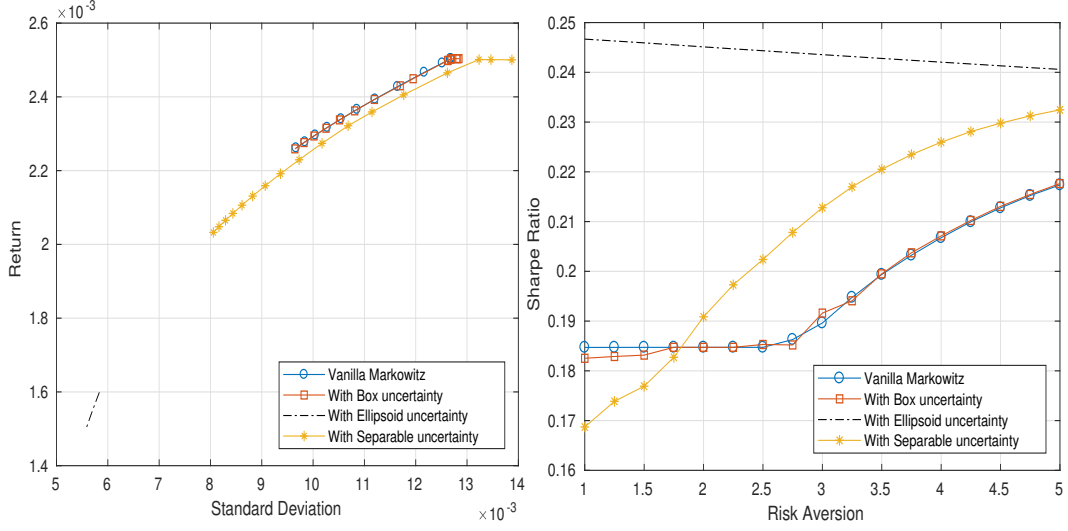 ×10⁻³
2.6
2.4
2.2
2
1.8
1.6
1.4
Return
5 6 7 8 9 10 11 12 13 14
Standard Deviation
×10⁻³
Vanilla Markowitz
With Box uncertainty
With Ellipsoid uncertainty
With Separable uncertainty
0.25
0.24
0.23
0.22
0.21
0.2
0.19
0.18
0.17
0.16
Sharpe Ratio
1 1.5 2 2.5 3 3.5 4 4.5 5
Risk Aversion
Vanilla Markowitz
With Box uncertainty
With Ellipsoid uncertainty
With Separable uncertainty